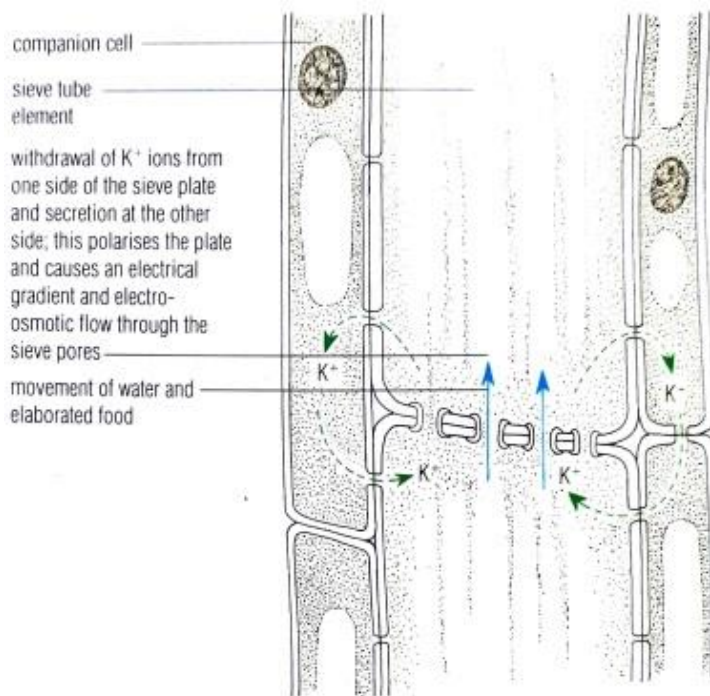 companion cell
sieve tube
element
withdrawal of K⁺ ions from
one side of the sieve plate
and secretion at the other
side; this polarises the plate
and causes an electrical
gradient and electro-
osmotic flow through the
sieve pores
movement of water and
elaborated food
K⁺
K⁺
K⁺
K⁺